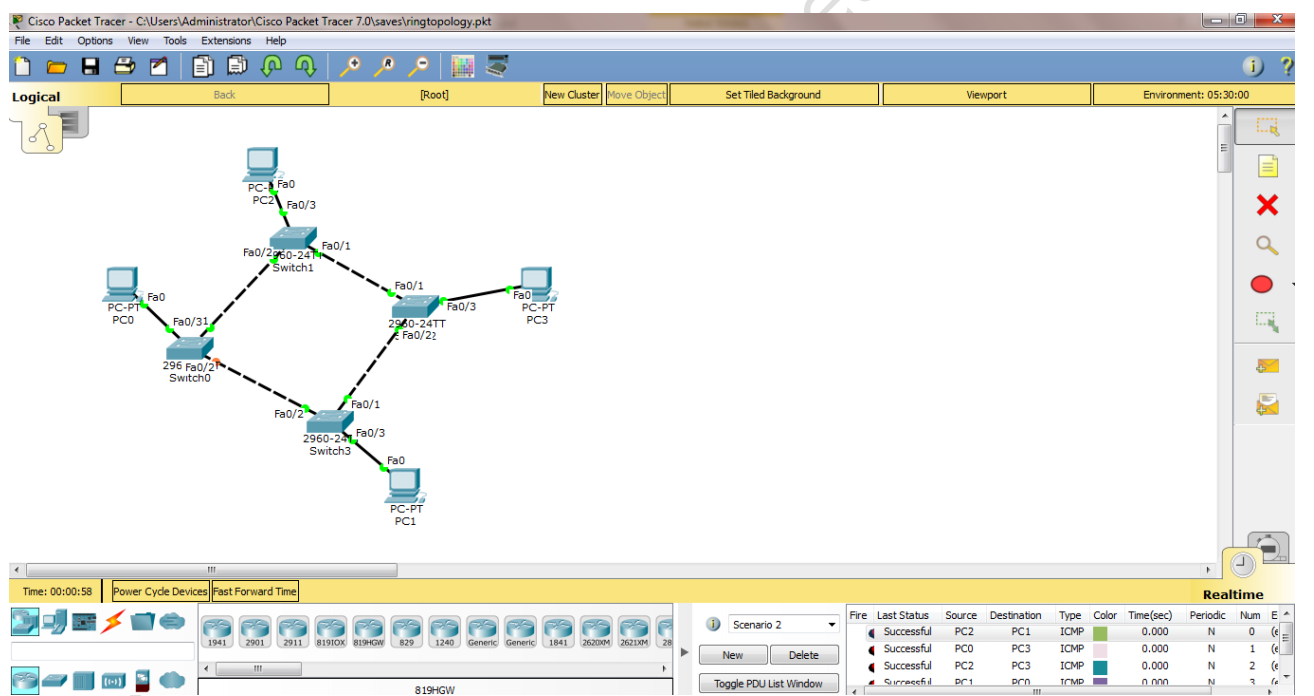 Cisco Packet Tracer - C:\Users\Administrator\Cisco Packet Tracer 7.0\saves\ringtopology.pkt
File Edit Options View Tools Extensions Help
Logical Back [Root] New Cluster Move Object Set Tiled Background Viewport Environment: 05:30:00
PC2
Fa0
Fa0/3
Fa0/2 Fa0/1
Switch1
Fa0/1
Fa0
PC-PT
PC0
Fa0/3
Fa0
PC-PT
PC3
Fa0/31
2960-24TT
Fa0/2
296 Fa0/2
Switch0
Fa0/2 Fa0/1
Fa0/3
Switch3
Fa0
PC-PT
PC1
Time: 00:00:58 Power Cycle Devices Fast Forward Time Realtime
1941 2901 2911 819IOX 819HGW 829 1240 Generic Generic 1841 2620XM 2621XM 28
819HGW
Scenario 2
New Delete
Toggle PDU List Window
Fire Last Status Source Destination Type Color Time(sec) Periodic Num E
Successful PC2 PC1 ICMP 0.000 N 0 (e
Successful PC0 PC3 ICMP 0.000 N 1 (e
Successful PC2 PC3 ICMP 0.000 N 2 (e
Successful PC1 PC0 ICMP 0.000 N 3 (e